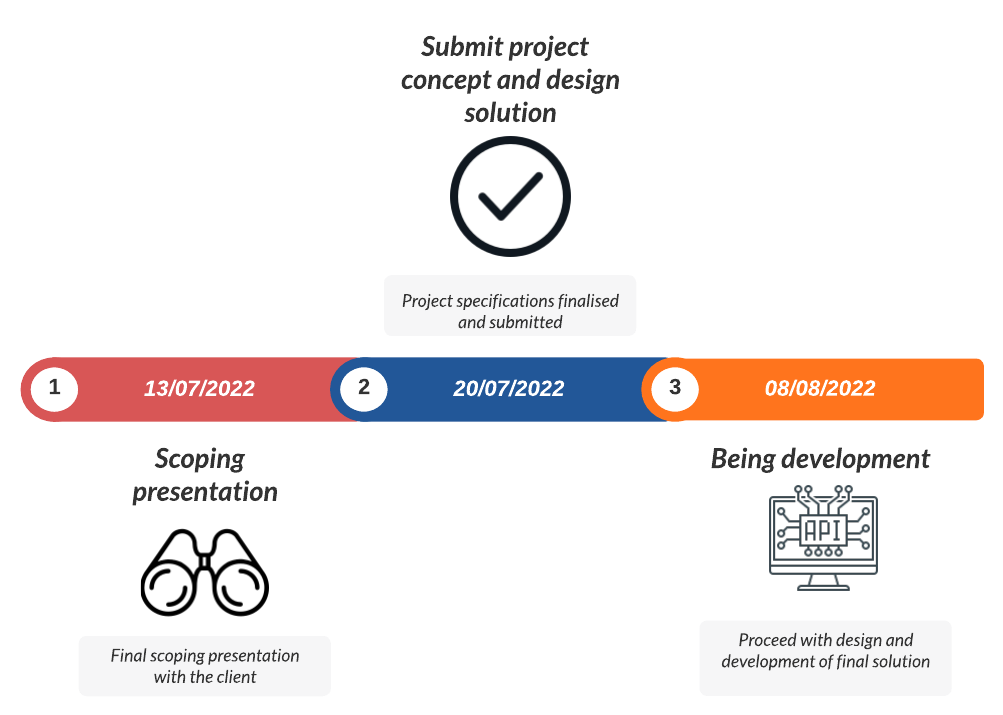 Submit project
concept and design
solution
Project specifications finalised
and submitted
1
13/07/2022
2
20/07/2022
3
08/08/2022
Scoping
presentation
Final scoping presentation
with the client
Being development
API
Proceed with design and
development of final solution